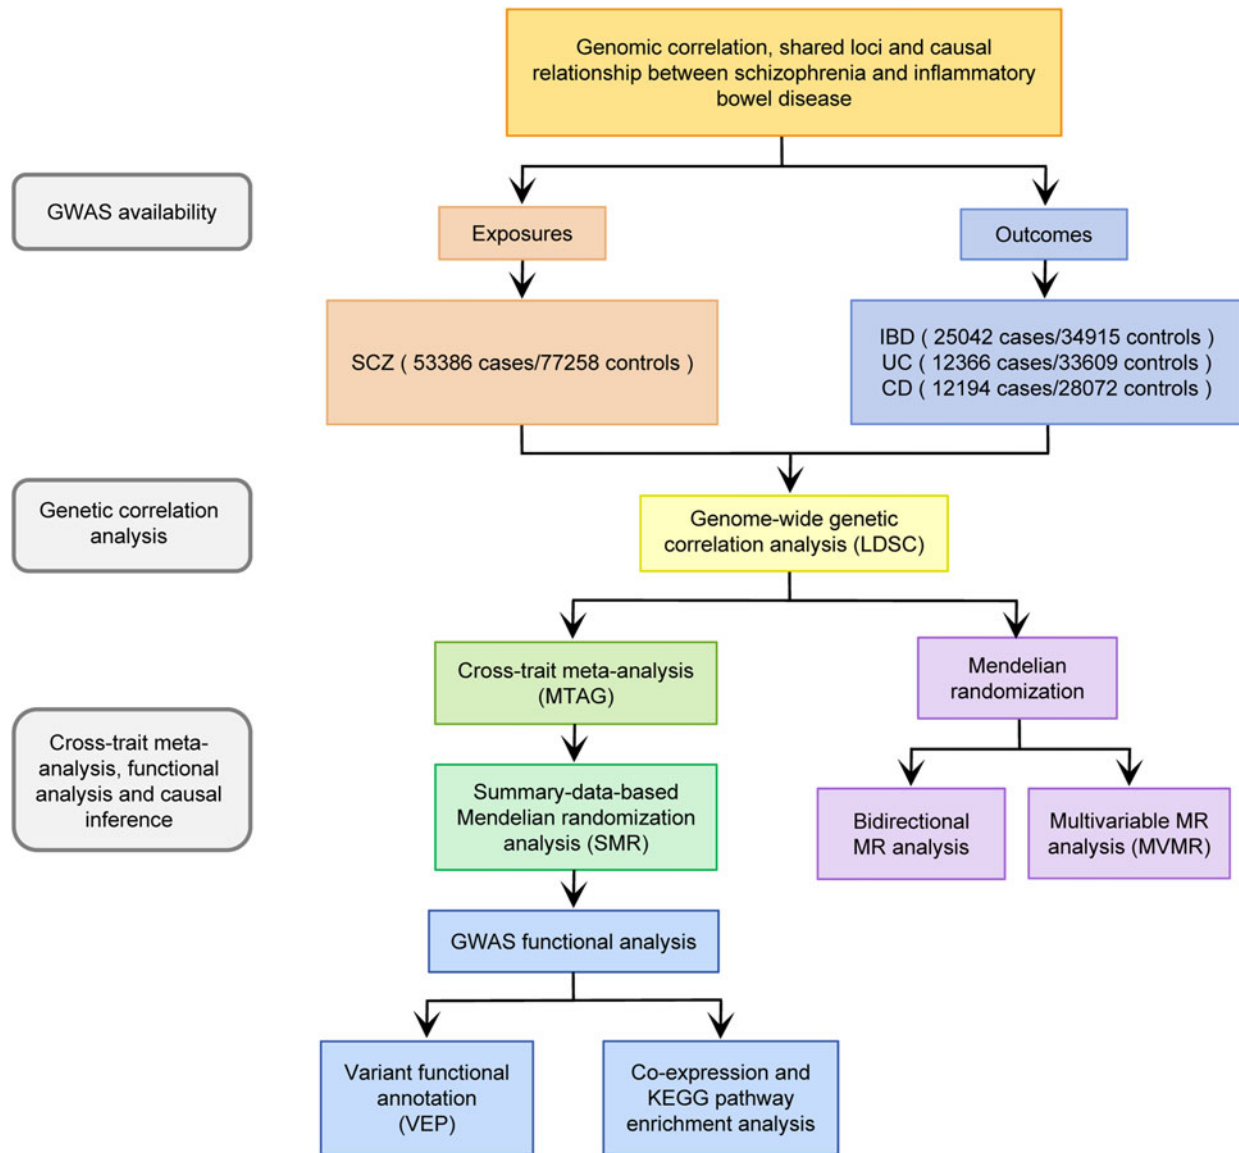 Genomic correlation, shared loci and causal
relationship between schizophrenia and inflammatory
bowel disease
GWAS availability
Exposures
Outcomes
SCZ ( 53386 cases/77258 controls )
IBD ( 25042 cases/34915 controls )
UC ( 12366 cases/33609 controls )
CD ( 12194 cases/28072 controls )
Genetic correlation
analysis
Genome-wide genetic
correlation analysis (LDSC)
Cross-trait meta-analysis
(MTAG)
Mendelian
randomization
Cross-trait meta-
analysis, functional
analysis and causal
inference
Summary-data-based
Mendelian randomization
analysis (SMR)
Bidirectional
MR analysis
Multivariable MR
analysis (MVMR)
GWAS functional analysis
Variant functional
annotation
(VEP)
Co-expression and
KEGG pathway
enrichment analysis